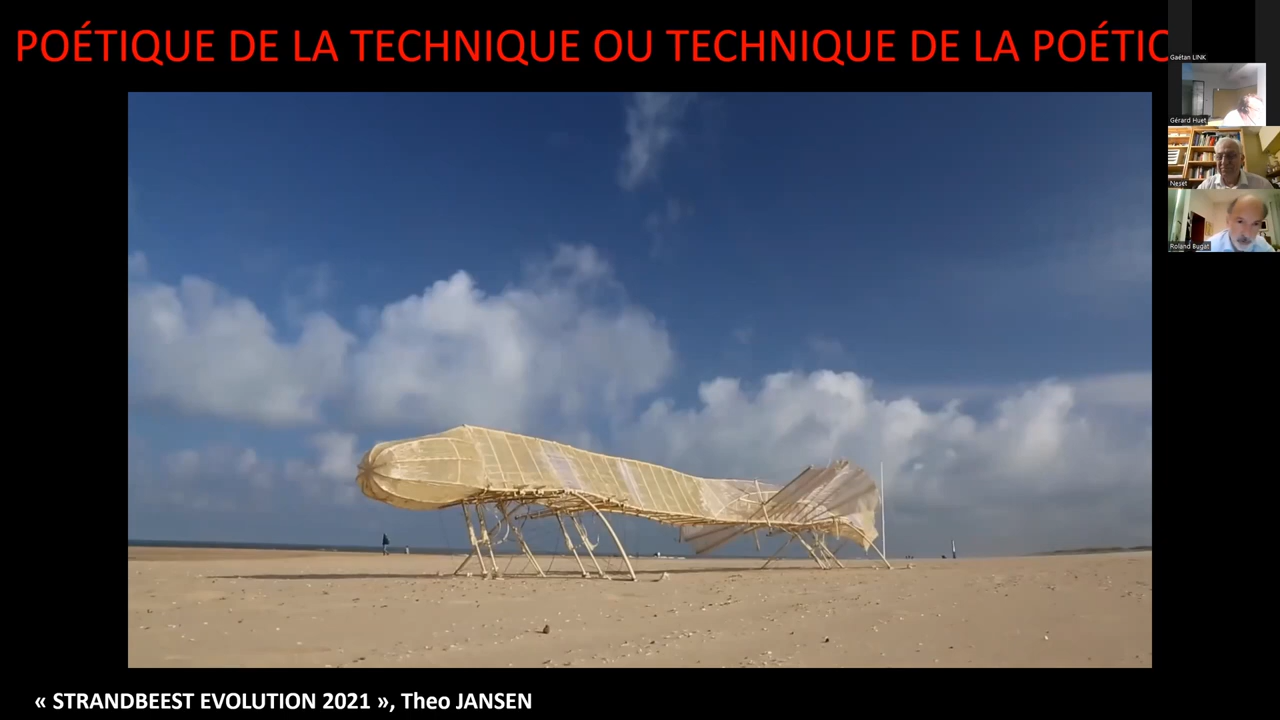 POÉTIQUE DE LA TECHNIQUE OU TECHNIQUE DE LA POÉTIC
Gaétan LINK
Gérard Huet
Neset
Roland Bugat
« STRANDBEEST EVOLUTION 2021 », Theo JANSEN